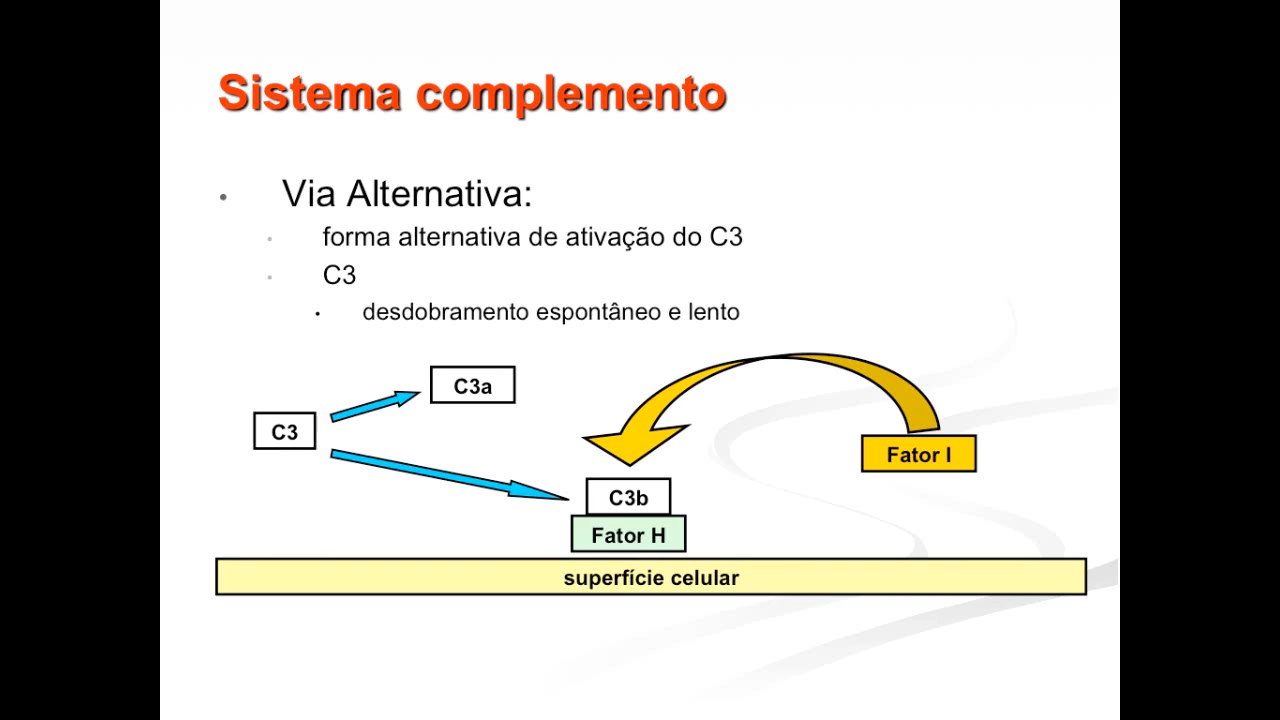 Sistema complemento
Via Alternativa:
forma alternativa de ativação do C3
C3
desdobramento espontâneo e lento
C3a
C3
Fator I
C3b
Fator H
superfície celular